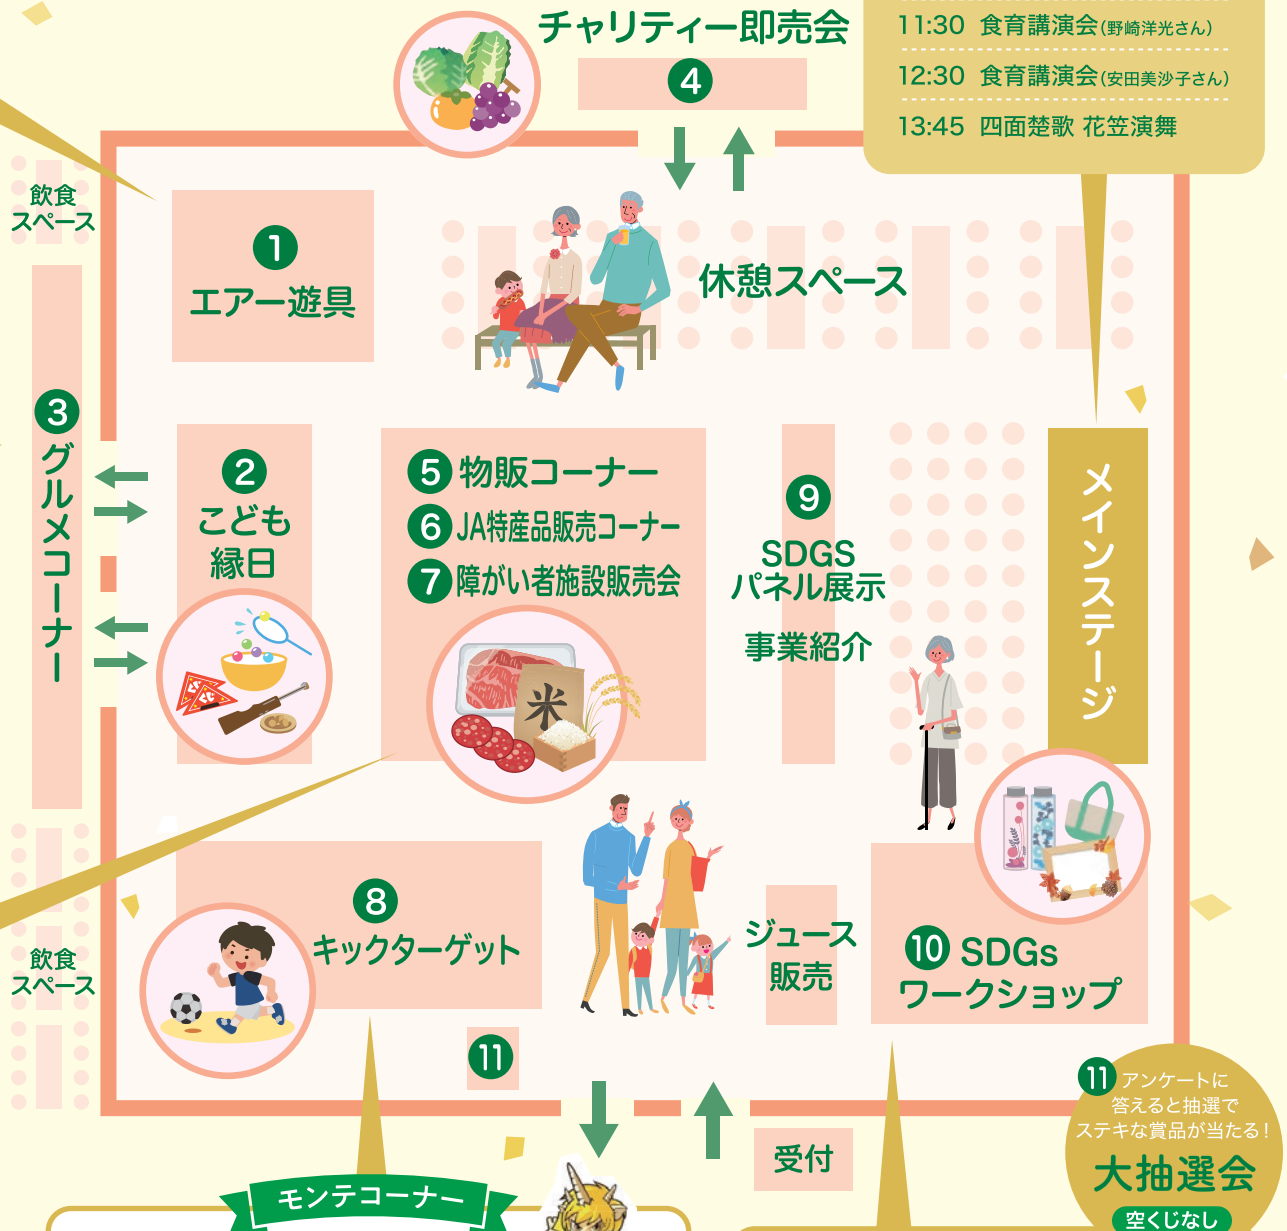 チャリティー即売会
4
11:30 食育講演会(野崎洋光さん)
12:30 食育講演会(安田美沙子さん)
13:45 四面楚歌 花笠演舞
飲食
スペース
1
エアー遊具
休憩スペース
3
グルメコーナー
2
こども
縁日
5 物販コーナー
6 JA特産品販売コーナー
7 障がい者施設販売会
米
9
SDGS
パネル展示
事業紹介
メインステージ
8
キックターゲット
飲食
スペース
ジュース
販売
10 SDGs
ワークショップ
11
受付
モンテコーナー
11 アンケートに
答えると抽選で
ステキな賞品が当たる!
大抽選会
空くじなし